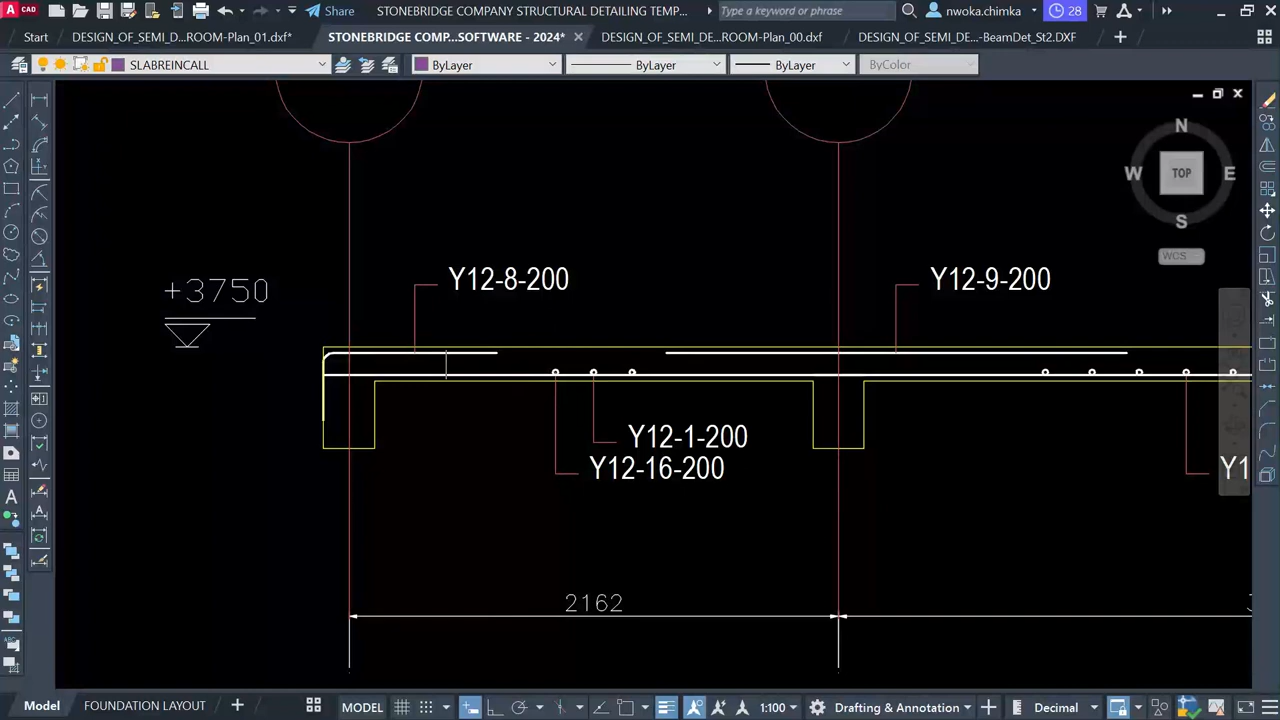 CAD
Share
STONEBRIDGE COMPANY STRUCTURAL DETAILING TEMP...
Type a keyword or phrase
nwoka.chimka
28
Start
DESIGN_OF_SEMI_D...ROOM-Plan_01.dxf*
STONEBRIDGE COMP...SOFTWARE - 2024*
DESIGN_OF_SEMI_DE...ROOM-Plan_00.dxf
DESIGN_OF_SEMI_DE...-BeamDet_St2.DXF
SLABREINCALL
ByLayer
ByLayer
ByLayer
ByColor
N
W
TOP
E
S
WCS
+3750
Y12-8-200
Y12-9-200
Y12-1-200
Y12-16-200
Y1
2162
Model
FOUNDATION LAYOUT
MODEL
1:100
Drafting & Annotation
Decimal